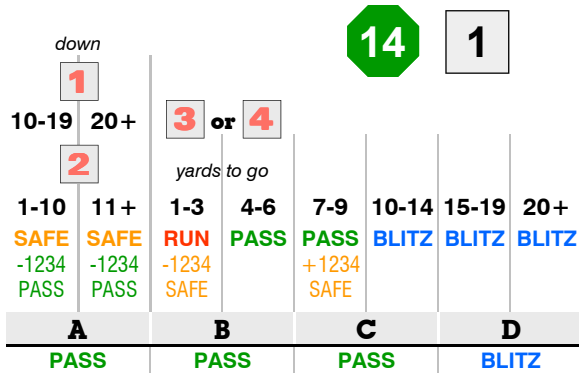 down
14 1
1
10-19 20+ 3 or 4
2 yards to go
1-10 11+ 1-3 4-6 7-9 10-14 15-19 20+
SAFE SAFE RUN PASS PASS BLITZ BLITZ BLITZ
-1234 -1234 -1234 +1234
PASS PASS SAFE SAFE
A B C D
PASS PASS PASS BLITZ